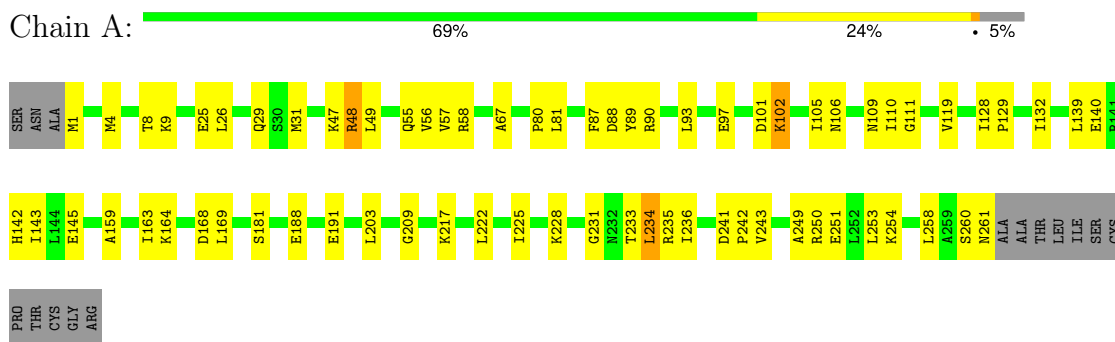 Chain A:
69% 24% • 5%
SER ASN ALA M1 M4 T8 K9 E25 L26 Q29 S30 M31 K47 R48 L49 Q55 V56 V57 R58 A67 P80 L81 F87 D88 Y89 R90 L93 E97 D101 K102 I105 N106 N109 I110 G111 V119 I128 P129 I132 L139 E140 R141
H142 I143 L144 E145 A159 I163 K164 D168 L169 S181 E188 E191 L203 G209 K217 L222 I225 K228 G231 N232 T233 L234 R235 I236 D241 P242 V243 A249 R250 E251 L252 L253 K254 L258 A259 S260 N261 ALA ALA THR LEU ILE SER CYS
PRO THR CYS GLY ARG